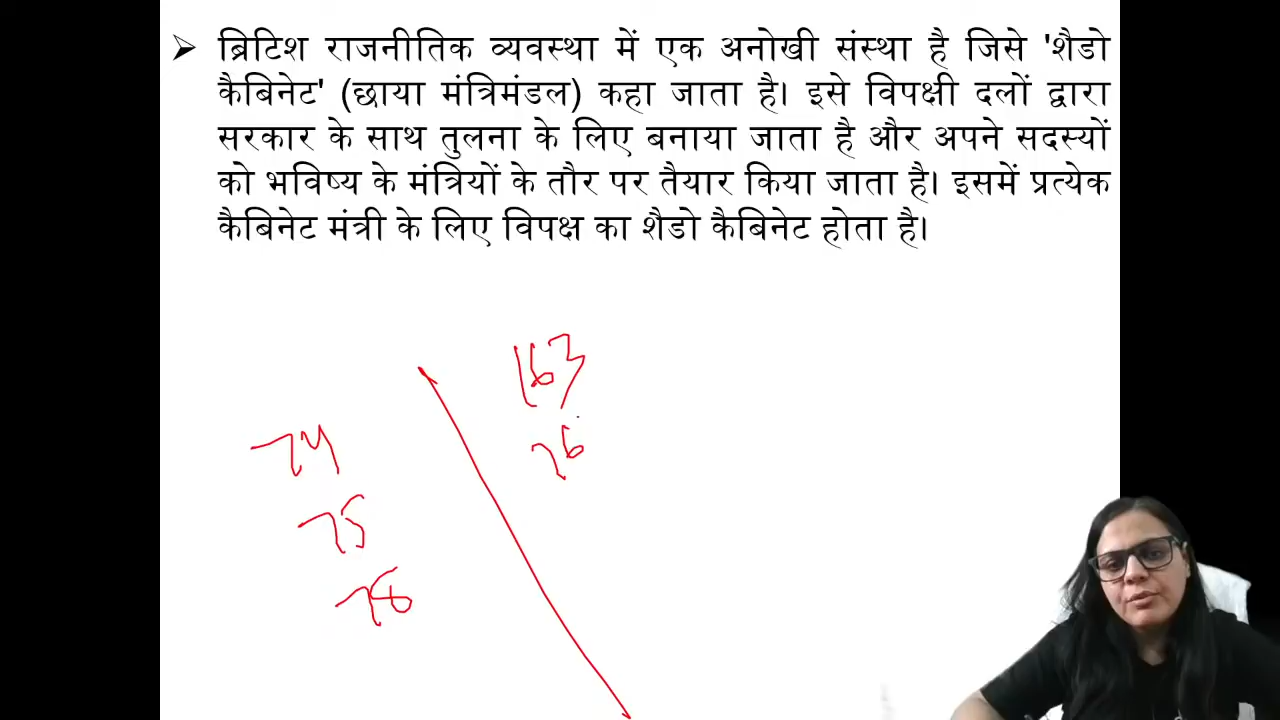 ➤ ब्रिटिश राजनीतिक व्यवस्था में एक अनोखी संस्था है जिसे 'शैडो
कैबिनेट' (छाया मंत्रिमंडल) कहा जाता है। इसे विपक्षी दलों द्वारा
सरकार के साथ तुलना के लिए बनाया जाता है और अपने सदस्यों
को भविष्य के मंत्रियों के तौर पर तैयार किया जाता है। इसमें प्रत्येक
कैबिनेट मंत्री के लिए विपक्ष का शैडो कैबिनेट होता है।
163
74
76
75
78